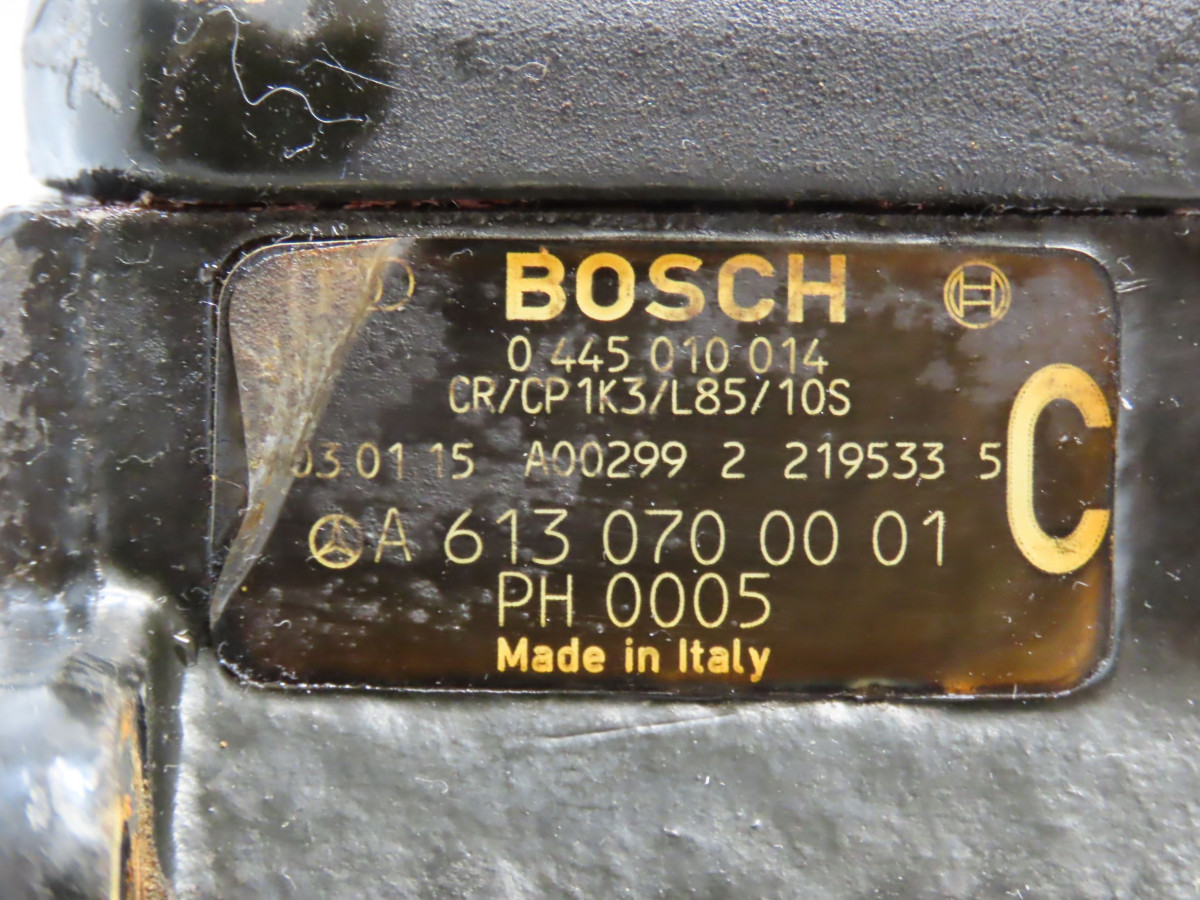 BOSCH
0 445 010 014
CR/CP1K3/L85/10S
03 01 15 A00299 2 219533 5
C
A 613 070 00 01
PH 0005
Made in Italy